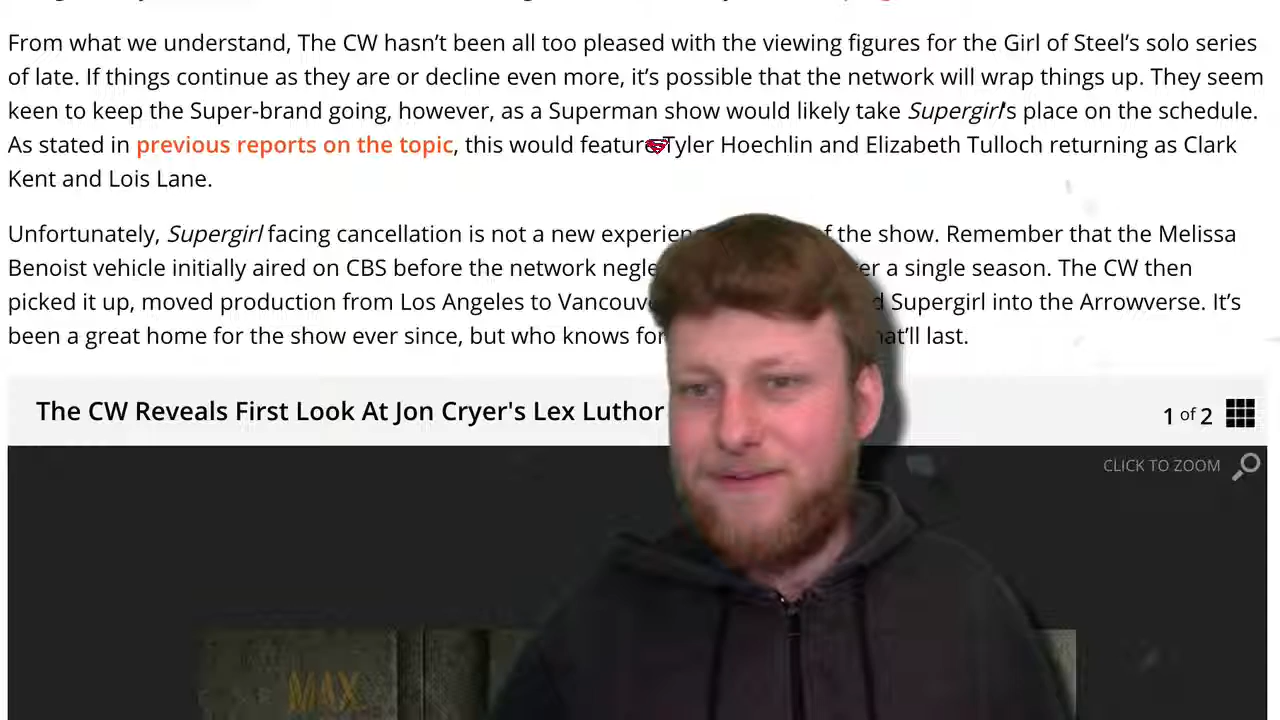 From what we understand, The CW hasn't been all too pleased with the viewing figures for the Girl of Steel's solo series
of late. If things continue as they are or decline even more, it's possible that the network will wrap things up. They seem
keen to keep the Super-brand going, however, as a Superman show would likely take Supergirl's place on the schedule.
As stated in previous reports on the topic, this would feature Tyler Hoechlin and Elizabeth Tulloch returning as Clark
Kent and Lois Lane.
Unfortunately, Supergirl facing cancellation is not a new the show. Remember that the Melissa
Benoist vehicle initially aired on CBS before the network a single season. The CW then
picked it up, moved production from Los Angeles to Supergirl into the Arrowverse. It's
been a great home for the show ever since, but who knows for last.
The CW Reveals First Look At Jon Cryer's Lex Luthor
1 of 2
CLICK TO ZOOM
MAX